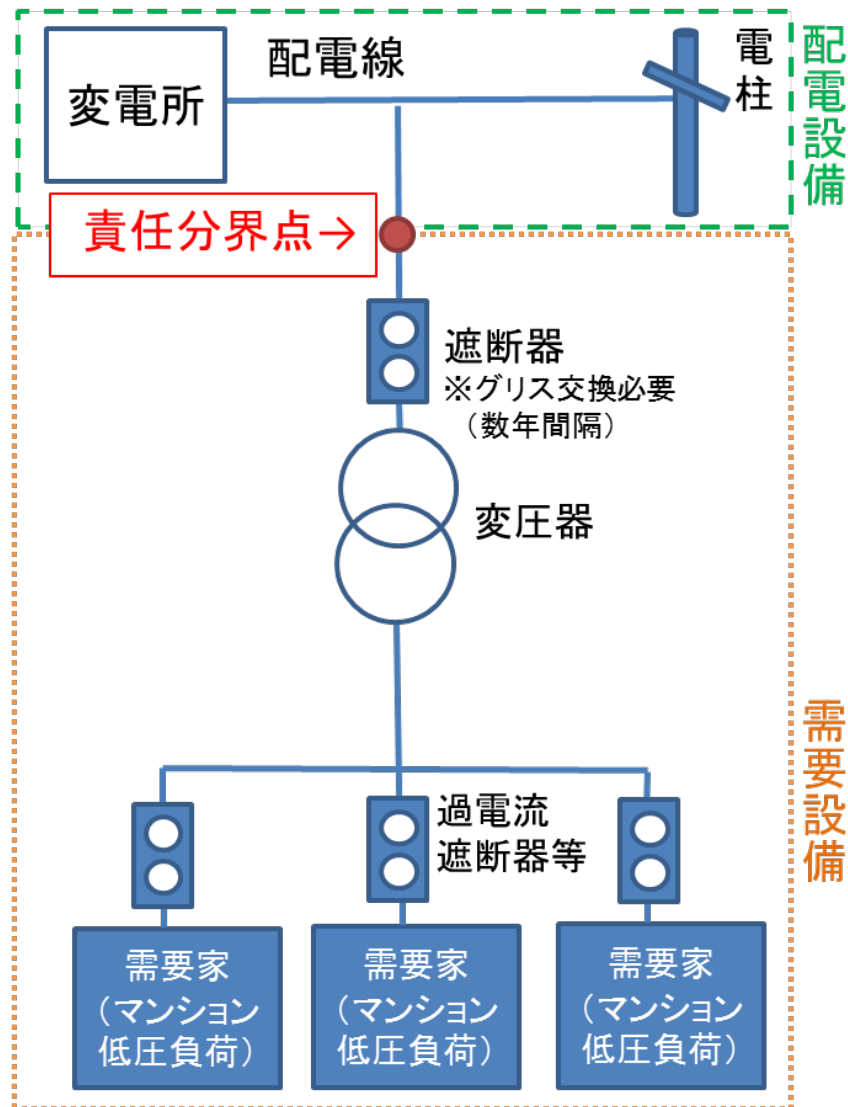 変電所
配電線
電柱
配電設備
責任分界点→
遮断器
※グリス交換必要
（数年間隔）
変圧器
需要設備
過電流
遮断器等
需要家
（マンション
低圧負荷）
需要家
（マンション
低圧負荷）
需要家
（マンション
低圧負荷）